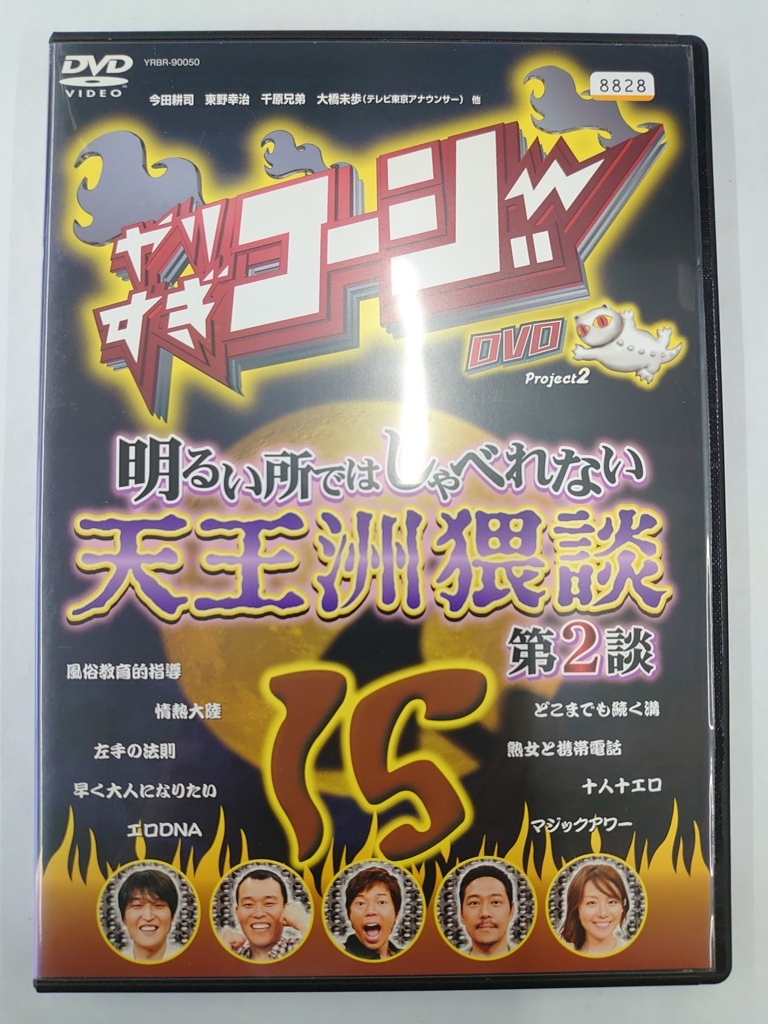 DVD
VIDEO
YRBR-90050
8828
今田耕司 東野幸治 千原兄弟 大橋未歩(テレビ東京アナウンサー) 他
やり
すぎ
コージー
DVD
Project2
明るい所ではしゃべれない
天王洲猥談
第2談
15
風俗教育的指導
情熱大陸
左手の法則
早く大人になりたい
エロDNA
どこまでも続く溝
熟女と携帯電話
十人十エロ
マジックアワー